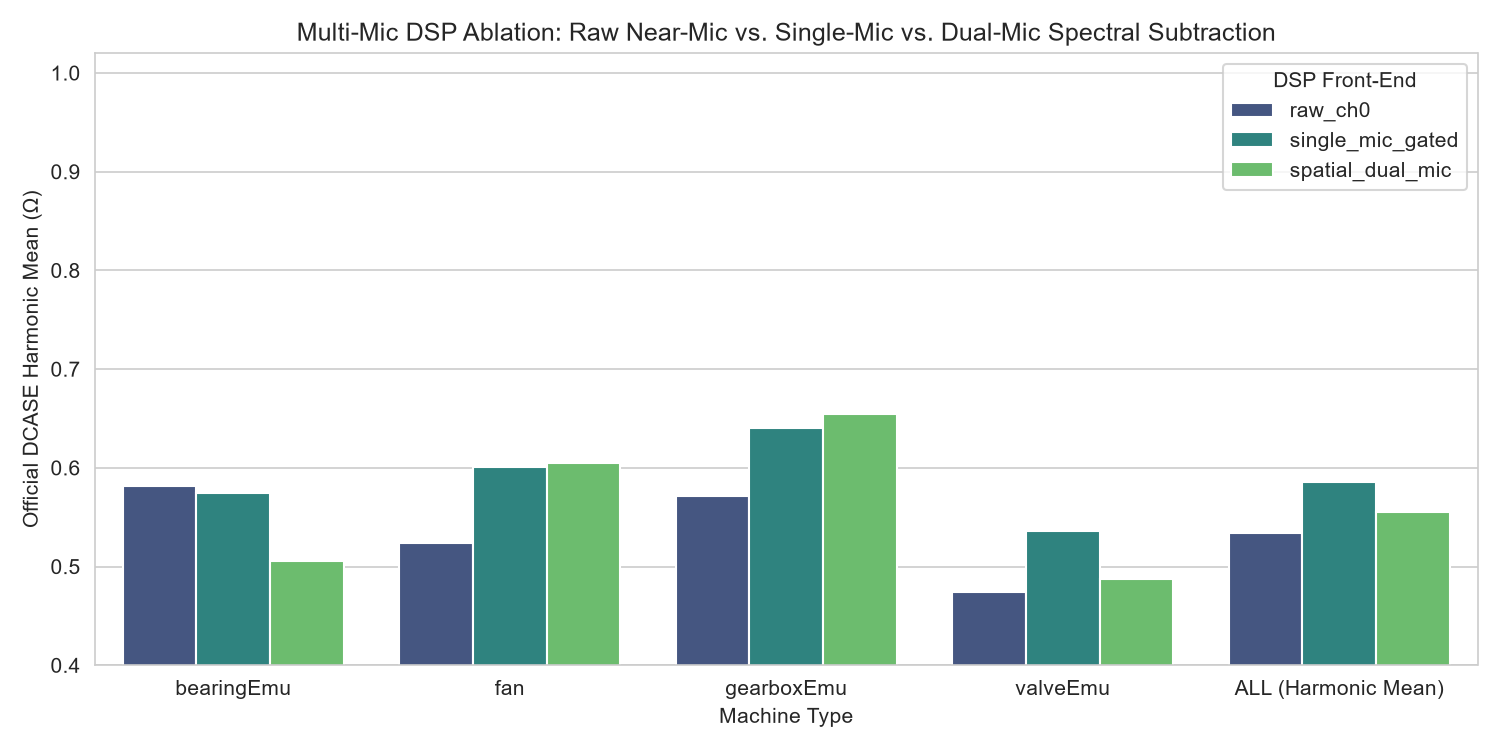 Multi-Mic DSP Ablation: Raw Near-Mic vs. Single-Mic vs. Dual-Mic Spectral Subtraction
DSP Front-End
raw_ch0
single_mic_gated
spatial_dual_mic
Official DCASE Harmonic Mean (Ω)
1.0
0.9
0.8
0.7
0.6
0.5
0.4
bearingEmu
fan
gearboxEmu
valveEmu
ALL (Harmonic Mean)
Machine Type